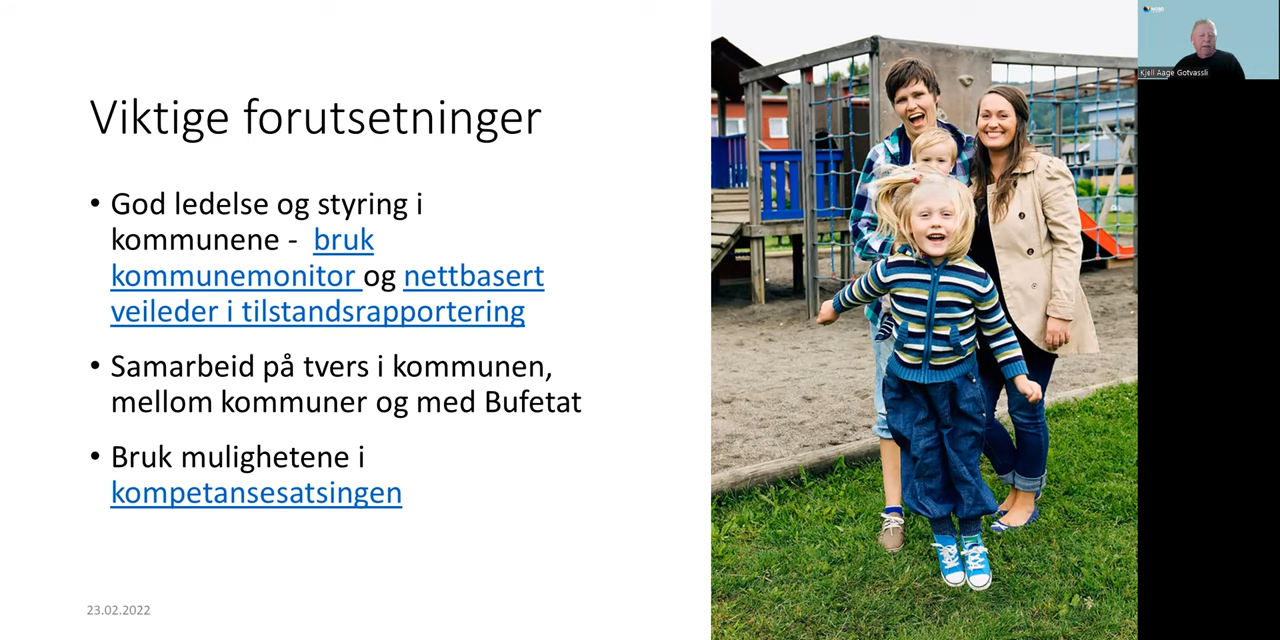 Viktige forutsetninger
• God ledelse og styring i
kommunene - bruk
kommunemonitor og nettbasert
veileder i tilstandsrapportering
• Samarbeid på tvers i kommunen,
mellom kommuner og med Bufetat
• Bruk mulighetene i
kompetansesatsingen
23.02.2022
Kjell Aage Gotvassli